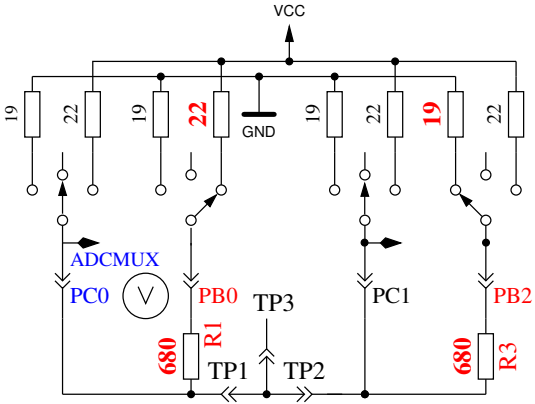 VCC
19
22
19
22
GND
19
22
19
22
ADCMUX
PC0
V
PB0
PC1
PB2
TP3
680
R1
TP1
TP2
680
R3